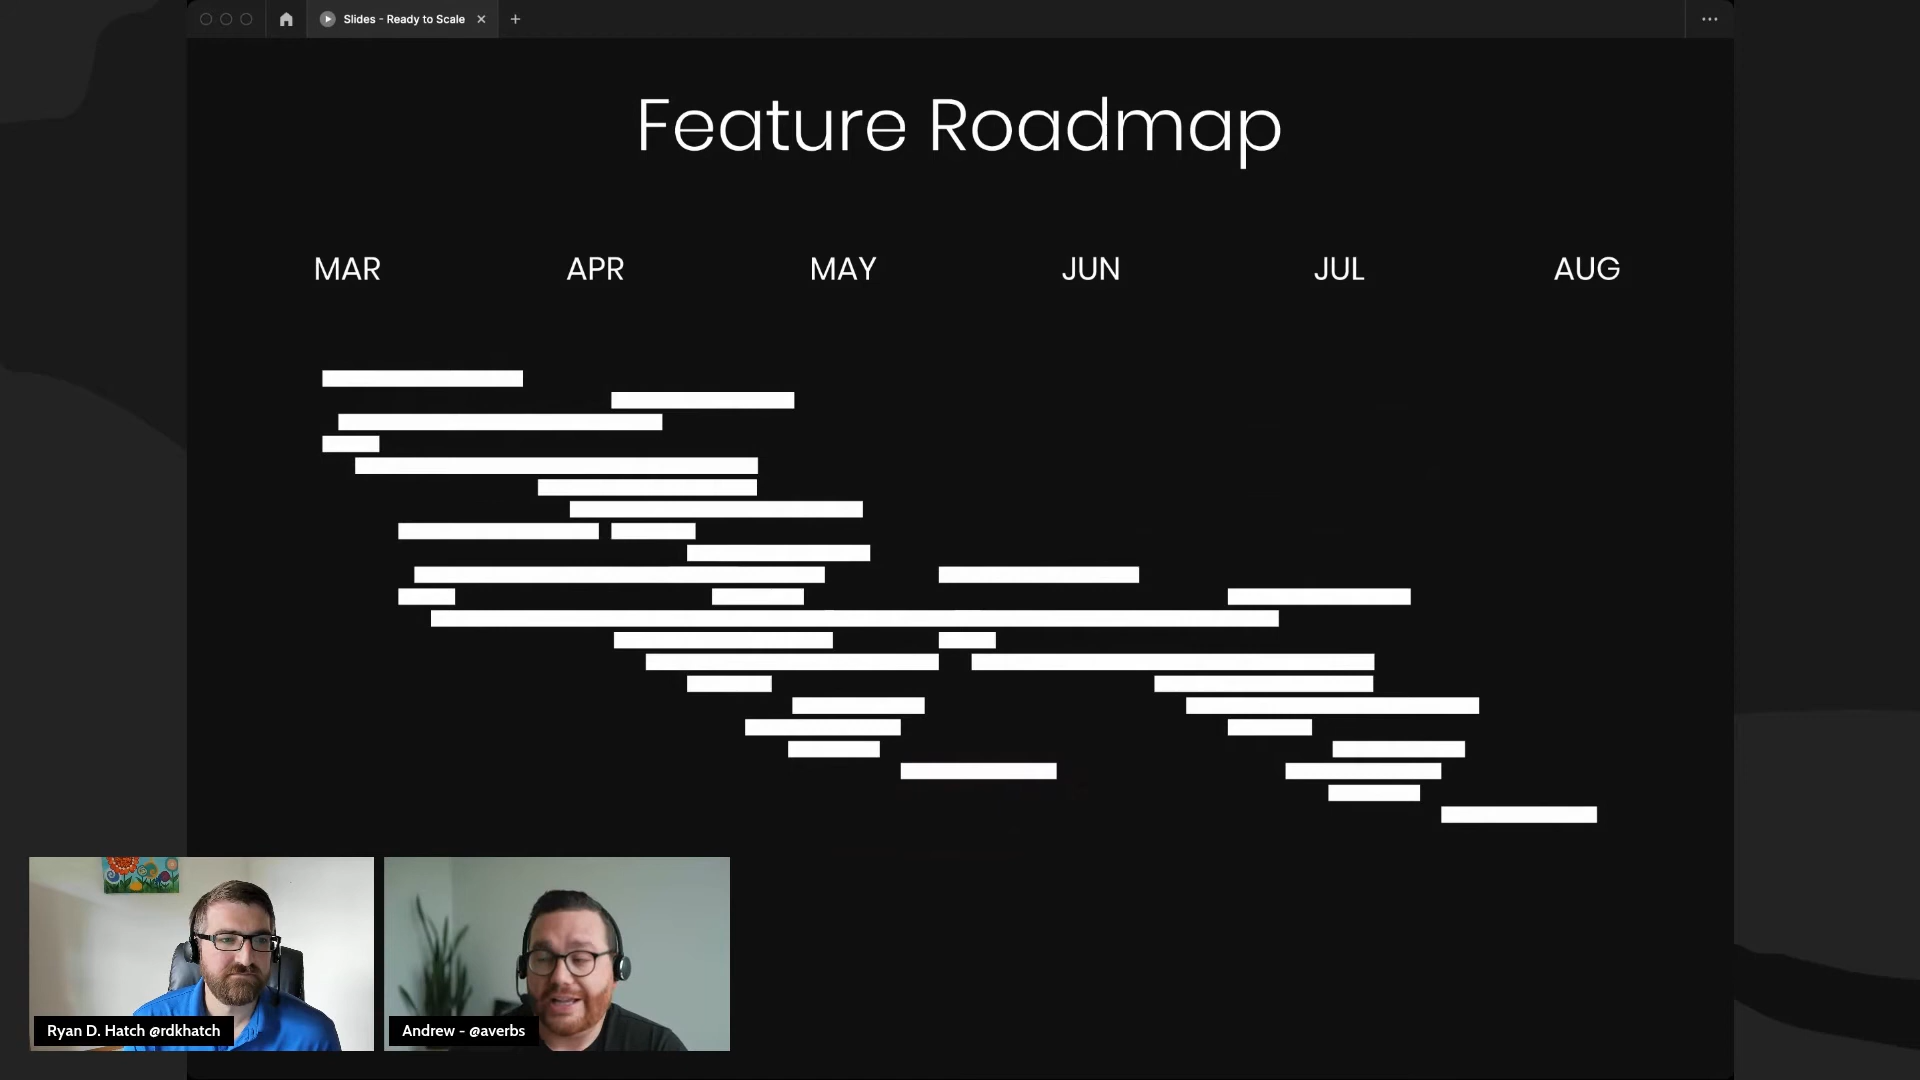 Slides - Ready to Scale
Feature Roadmap
MAR APR MAY JUN JUL AUG
Ryan D. Hatch @rdkhatch
Andrew - @averbs